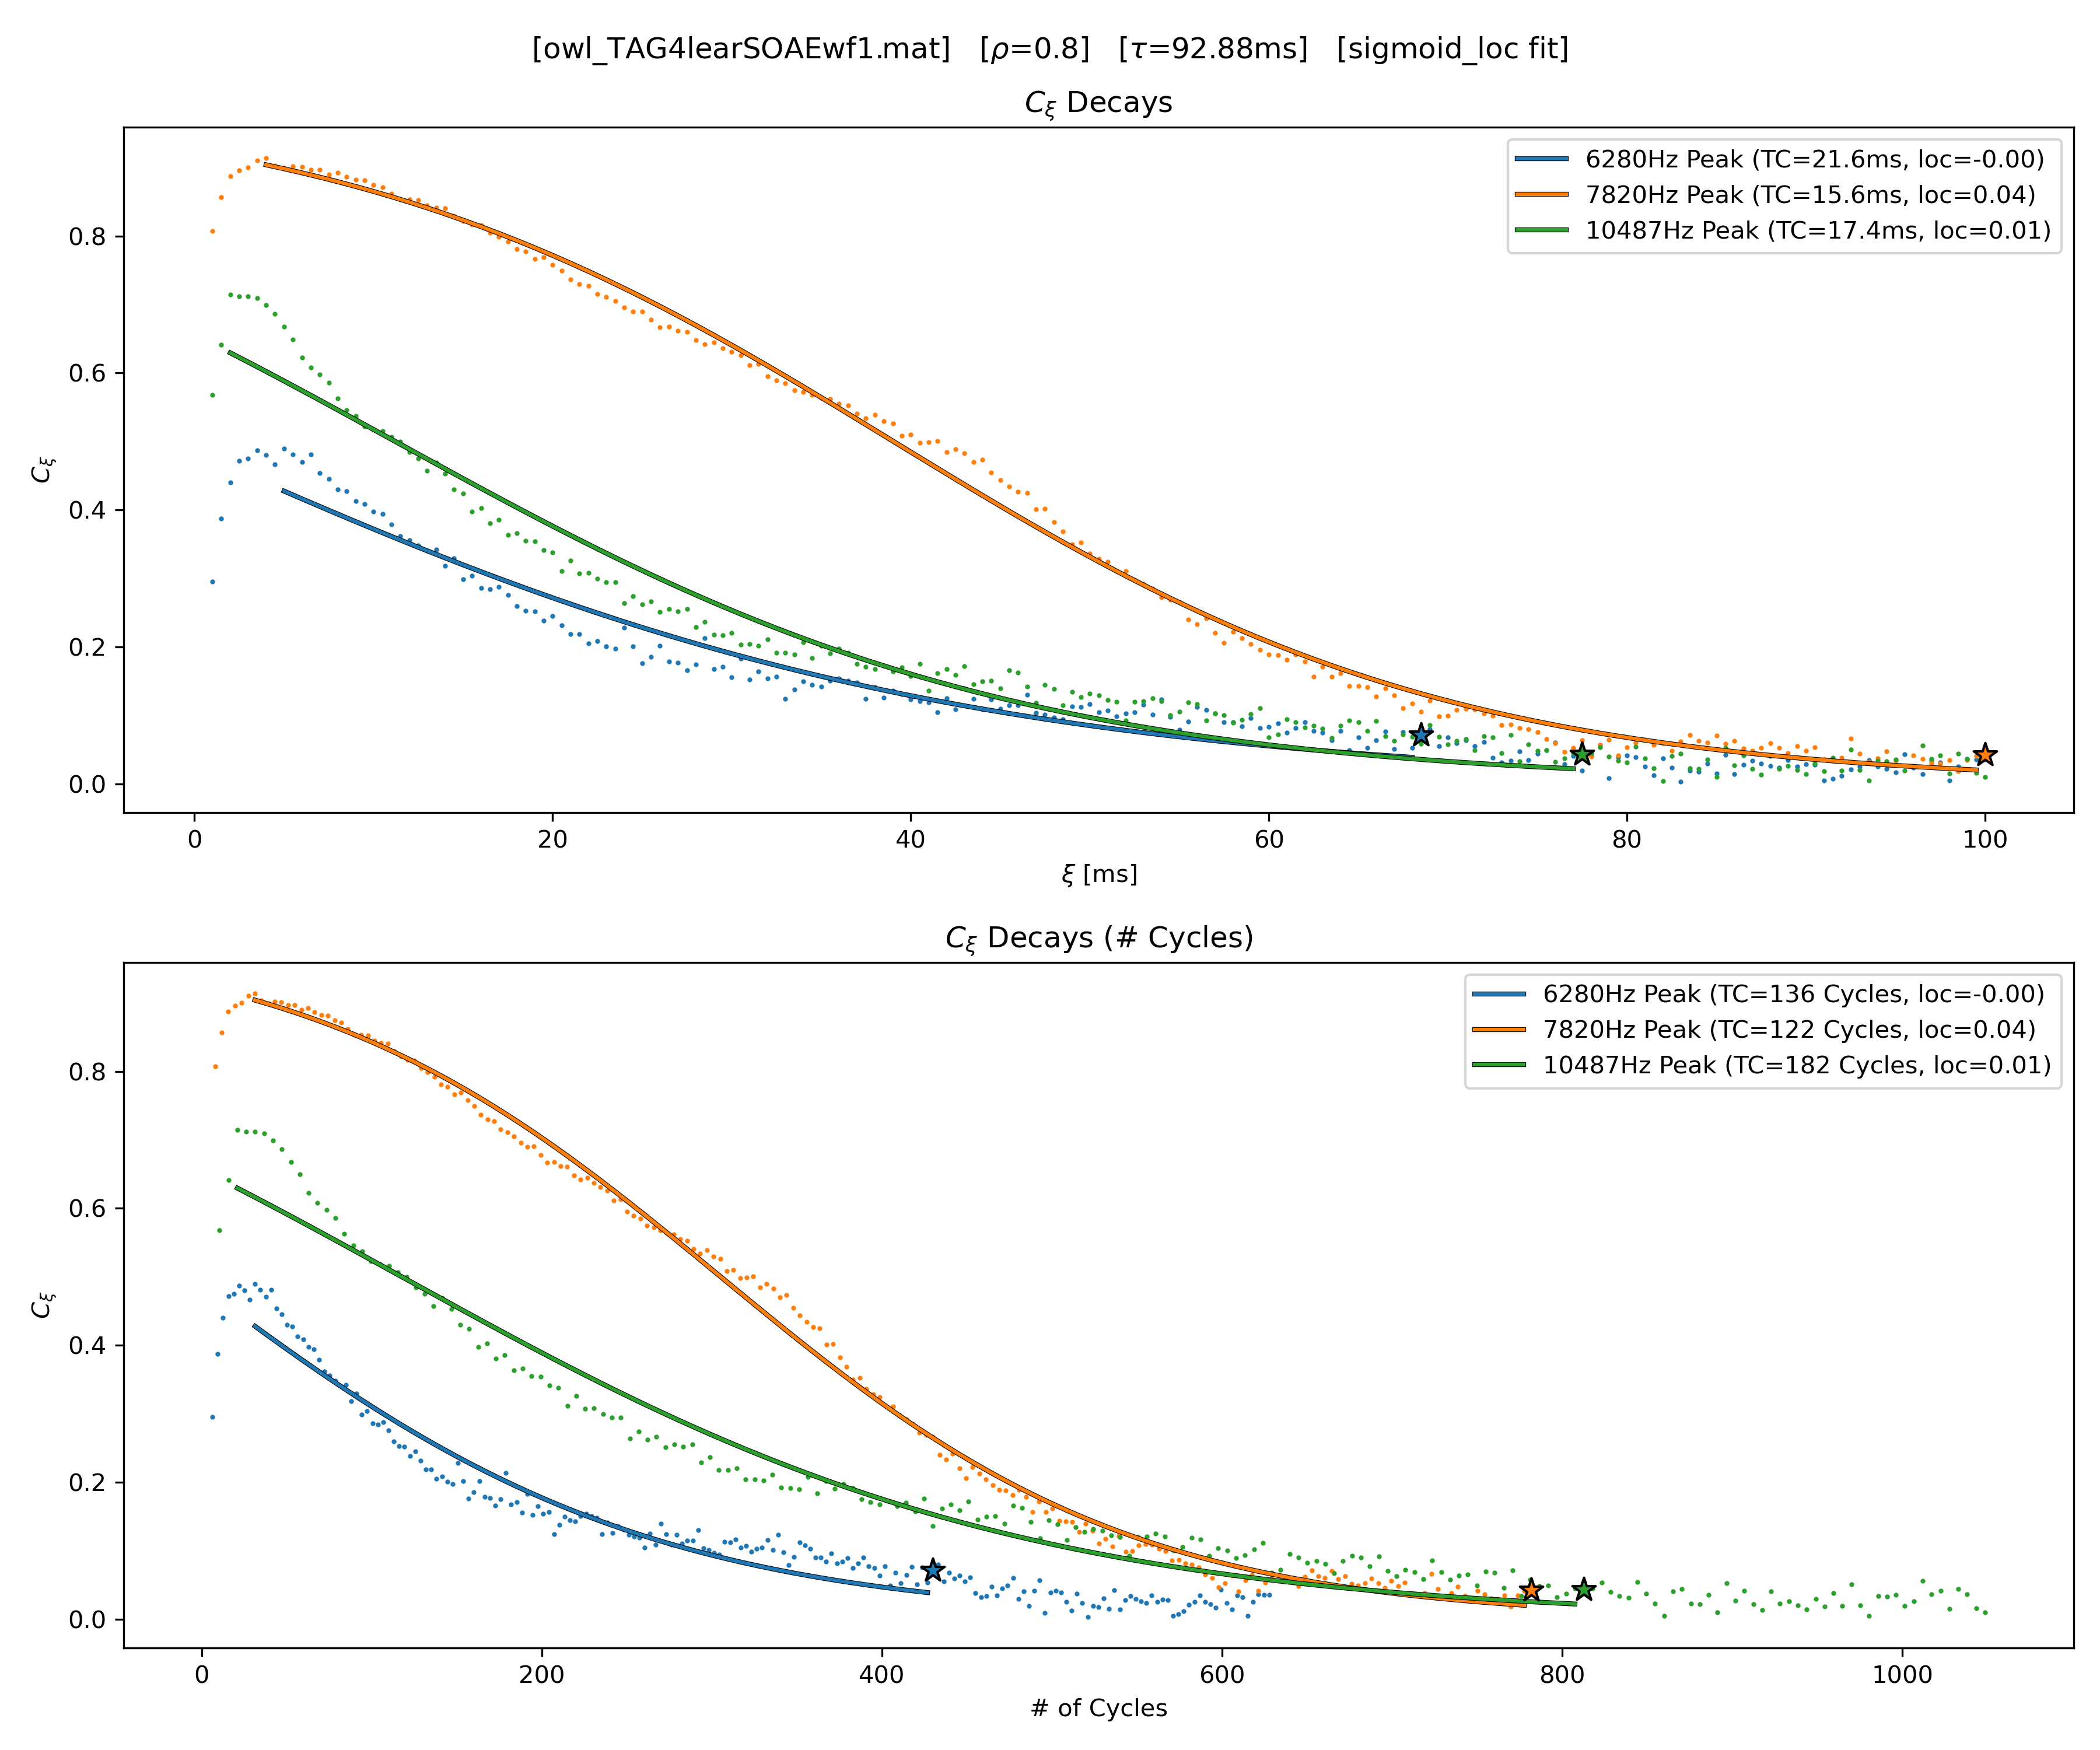 [owl_TAG4learSOAEwf1.mat] [ρ=0.8] [τ=92.88ms] [sigmoid_loc fit]
C_ξ Decays
6280Hz Peak (TC=21.6ms, loc=-0.00)
7820Hz Peak (TC=15.6ms, loc=0.04)
10487Hz Peak (TC=17.4ms, loc=0.01)
C_ξ
0.8
0.6
0.4
0.2
0.0
0 20 40 60 80 100
ξ [ms]
C_ξ Decays (# Cycles)
6280Hz Peak (TC=136 Cycles, loc=-0.00)
7820Hz Peak (TC=122 Cycles, loc=0.04)
10487Hz Peak (TC=182 Cycles, loc=0.01)
C_ξ
0.8
0.6
0.4
0.2
0.0
0 200 400 600 800 1000
# of Cycles